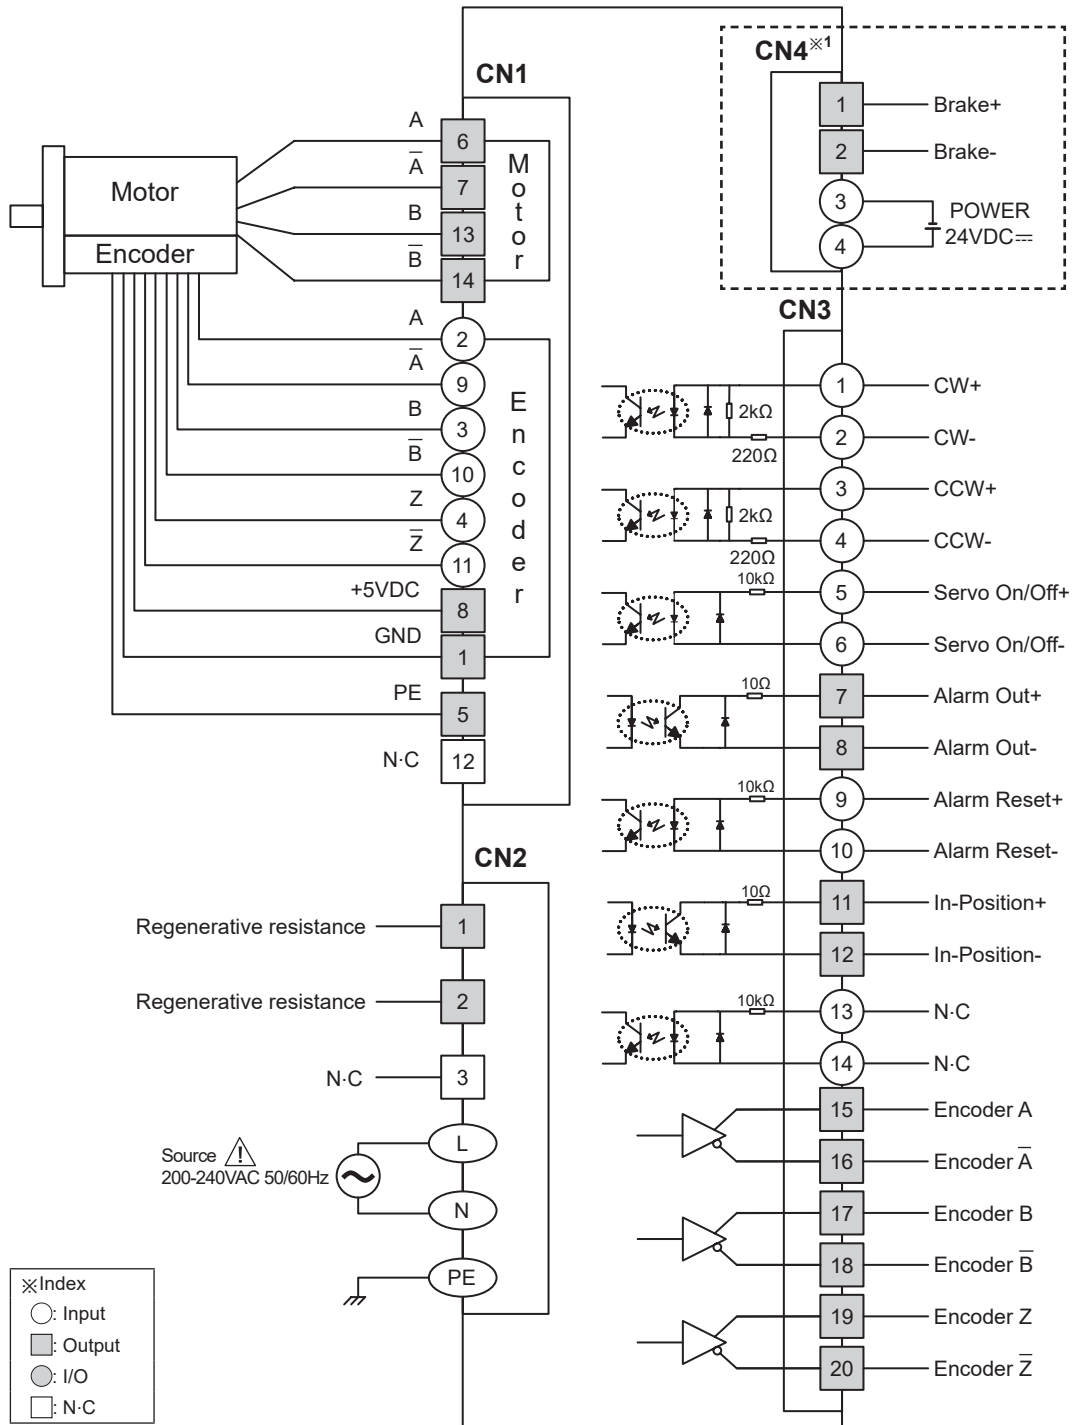 CN1
A
6
A̅
7
B
13
B̅
14
Motor
Motor
Encoder
A
2
A̅
9
B
3
B̅
10
Z
4
Z̅
11
+5VDC
8
GND
1
Encoder
PE
5
N·C
12
CN2
Regenerative resistance
1
Regenerative resistance
2
N·C
3
L
Source
200-240VAC 50/60Hz
N
PE
※Index
: Input
: Output
: I/O
: N·C
CN4※1
1 Brake+
2 Brake-
3
4
POWER
24VDC⎓
CN3
1 CW+
2kΩ
2 CW-
220Ω
3 CCW+
2kΩ
4 CCW-
220Ω
10kΩ
5 Servo On/Off+
6 Servo On/Off-
10Ω
7 Alarm Out+
8 Alarm Out-
10kΩ
9 Alarm Reset+
10 Alarm Reset-
10Ω
11 In-Position+
12 In-Position-
10kΩ
13 N·C
14 N·C
15 Encoder A
16 Encoder A̅
17 Encoder B
18 Encoder B̅
19 Encoder Z
20 Encoder Z̅